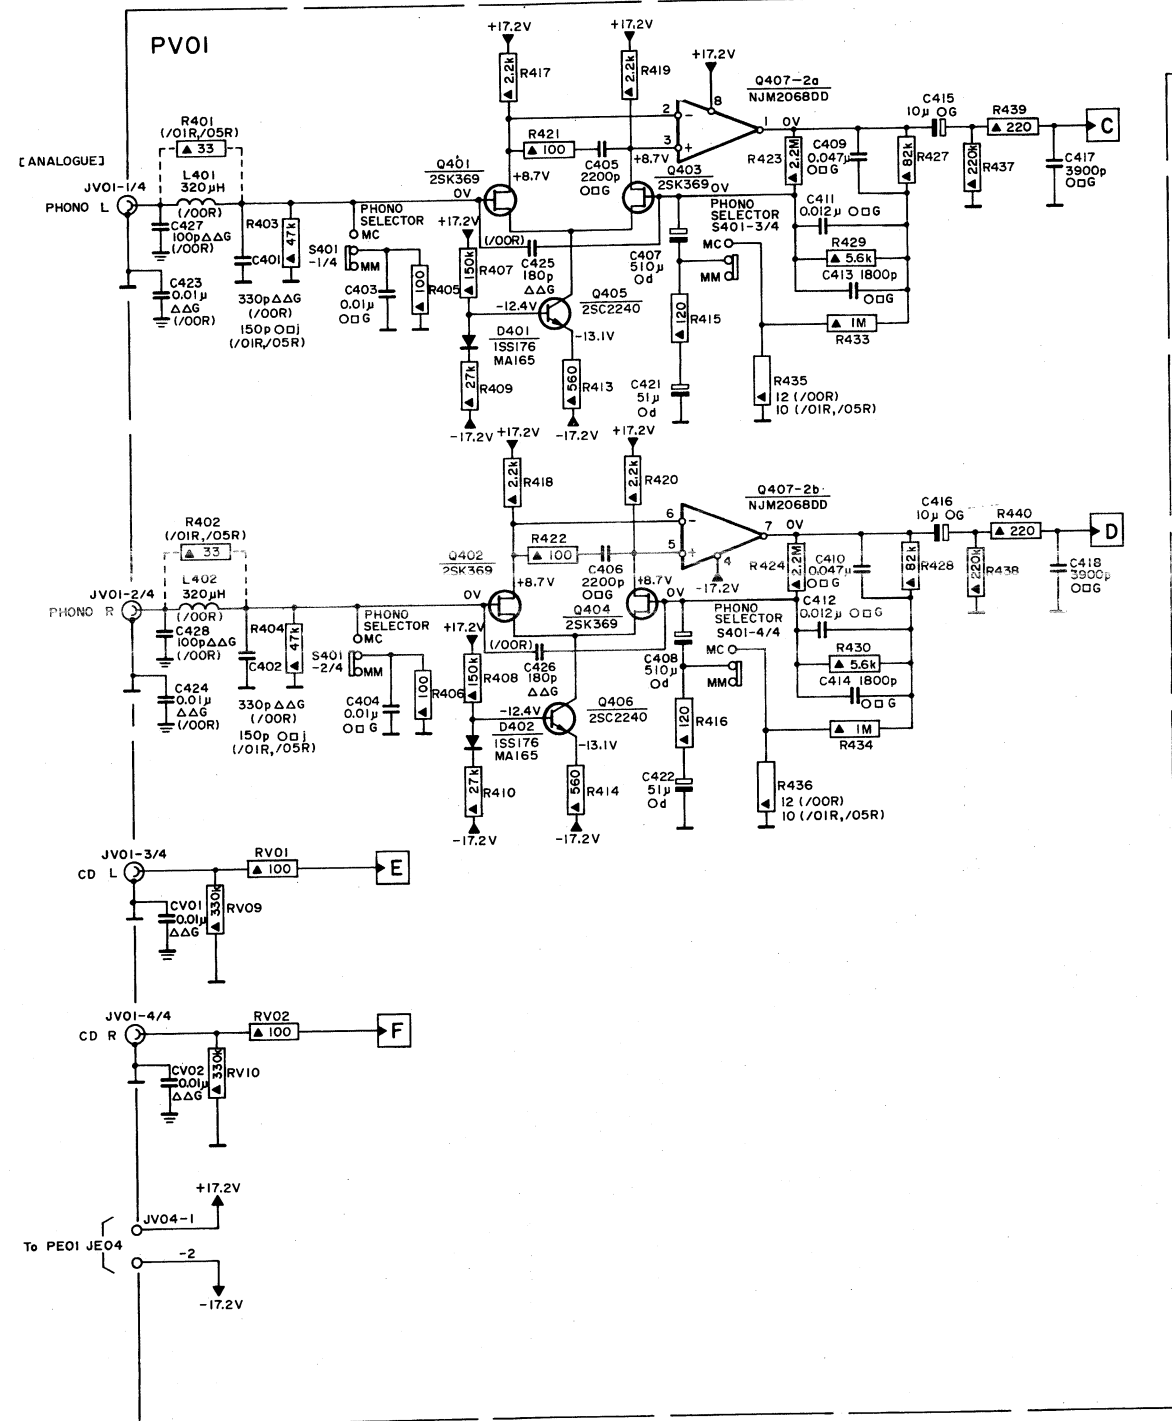 PV01
[ANALOGUE]
R401
(/01R,/05R)
▲ 33
JV01-1/4
PHONO L
L401
320μH
(/00R)
C427
100p△△G
(/00R)
C423
0.01μ
△△G
(/00R)
R403
47k
C401
330p△△G
(/00R)
150p O□j
(/01R,/05R)
PHONO
SELECTOR
MC
S401
-1/4
MM
C403
0.01μ
O□G
▲ 100
R405
+17.2V
▲ 2.2k
R417
+17.2V
▲ 2.2k
R419
Q401
2SK369
0V
+8.7V
R421
▲ 100
C405
2200p
O□G
+8.7V
Q403
2SK369
0V
+17.2V
▲ 150k
R407
(/00R)
C425
180p
△△G
-12.4V
Q405
2SC2240
-13.1V
D401
1SS176
MA165
▲ 27k
R409
-17.2V
▲ 560
R413
-17.2V
+17.2V
Q407-2a
NJM2068DD
8
2
−
3
+
1
0V
R423
▲ 2.2M
C409
0.047μ
O□G
▲ 82k
R427
C415
10μ OG
▲ 220k
R437
R439
▲ 220
C417
3900p
O□G
C
PHONO
SELECTOR
S401-3/4
MC
MM
C407
510μ
Od
▲ 120
R415
C421
51μ
Od
C411
0.012μ O□G
R429
▲ 5.6k
C413 1800p
O□G
▲ 1M
R433
▲
R435
12 (/00R)
10 (/01R,/05R)
R402
(/01R,/05R)
▲ 33
JV01-2/4
PHONO R
L402
320μH
(/00R)
C428
100p△△G
(/00R)
C424
0.01μ
△△G
(/00R)
R404
47k
C402
330p△△G
(/00R)
150p O□j
(/01R,/05R)
PHONO
SELECTOR
MC
S401
-2/4
MM
C404
0.01μ
O□G
▲ 100
R406
+17.2V
▲ 2.2k
R418
+17.2V
▲ 2.2k
R420
Q402
2SK369
0V
+8.7V
R422
▲ 100
C406
2200p
O□G
+8.7V
Q404
2SK369
0V
+17.2V
▲ 150k
R408
(/00R)
C426
180p
△△G
-12.4V
Q406
2SC2240
-13.1V
D402
1SS176
MA165
▲ 27k
R410
-17.2V
▲ 560
R414
-17.2V
Q407-2b
NJM2068DD
6
−
5
+
7
0V
4
-17.2V
R424
▲ 2.2M
C410
0.047μ
O□G
▲ 82k
R428
C416
10μ OG
▲ 220k
R438
R440
▲ 220
C418
3900p
O□G
D
PHONO
SELECTOR
S401-4/4
MC
MM
C408
510μ
Od
▲ 120
R416
C422
51μ
Od
C412
0.012μ O□G
R430
▲ 5.6k
C414 1800p
O□G
▲ 1M
R434
▲
R436
12 (/00R)
10 (/01R,/05R)
JV01-3/4
CD L
RV01
▲ 100
E
CV01
0.01μ
△△G
▲ 330k
RV09
JV01-4/4
CD R
RV02
▲ 100
F
CV02
0.01μ
△△G
▲ 330k
RV10
+17.2V
JV04-1
To PE01 JE04
-2
-17.2V